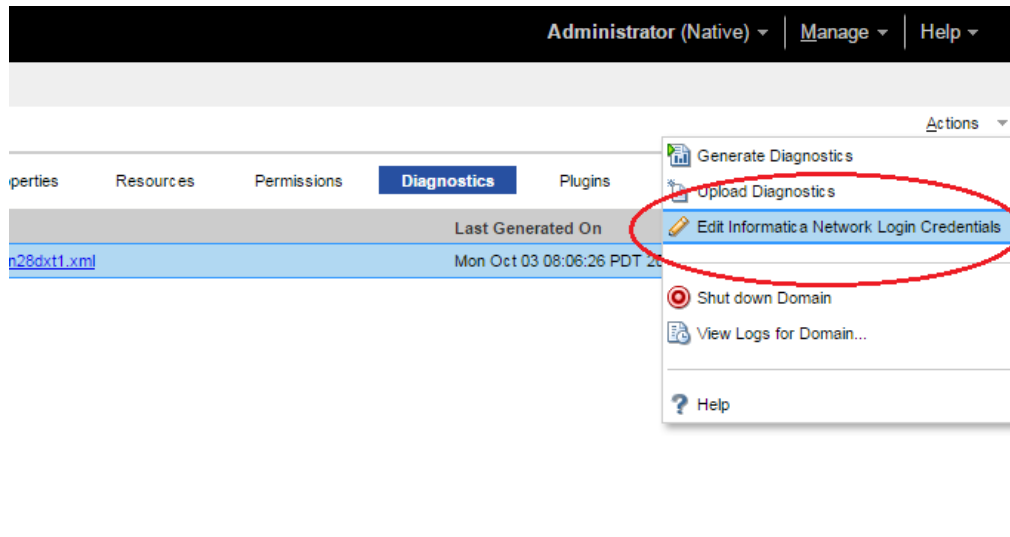 Administrator (Native) Manage Help
Actions
perties Resources Permissions Diagnostics Plugins
Generate Diagnostics
Upload Diagnostics
Last Generated On
Edit Informatica Network Login Credentials
n28dxt1.xml Mon Oct 03 08:06:26 PDT 20
Shut down Domain
View Logs for Domain...
Help